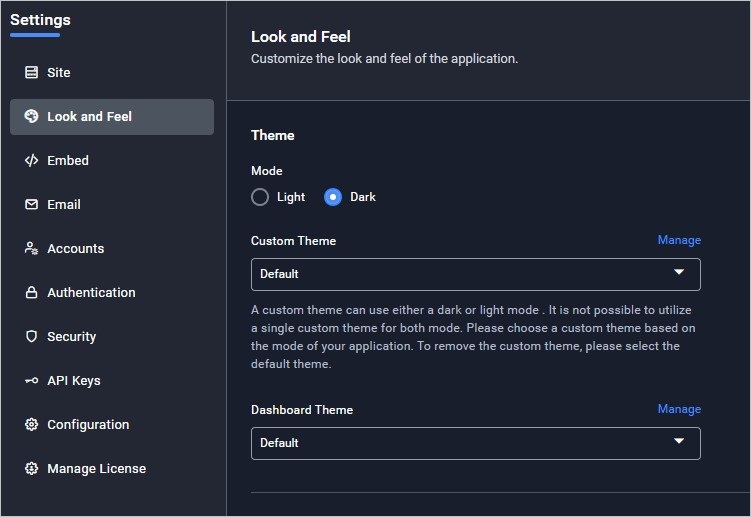 Settings
Site
Look and Feel
Embed
Email
Accounts
Authentication
Security
API Keys
Configuration
Manage License
Look and Feel
Customize the look and feel of the application.
Theme
Mode
Light
Dark
Custom Theme
Manage
Default
A custom theme can use either a dark or light mode . It is not possible to utilize
a single custom theme for both mode. Please choose a custom theme based on
the mode of your application. To remove the custom theme, please select the
default theme.
Dashboard Theme
Manage
Default